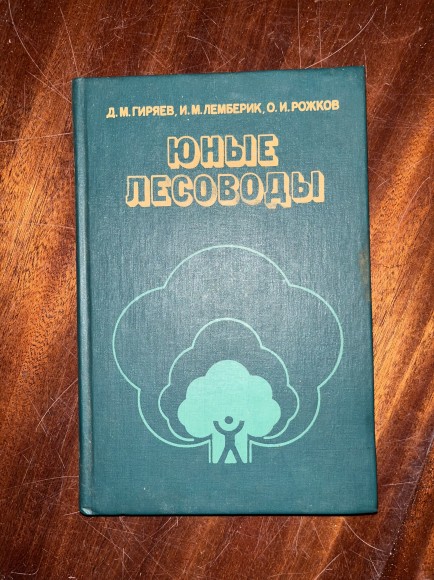 Д. М. ГИРЯЕВ, И. М. ЛЕМБЕРИК, О. И. РОЖКОВ
ЮНЫЕ
ЛЕСОВОДЫ